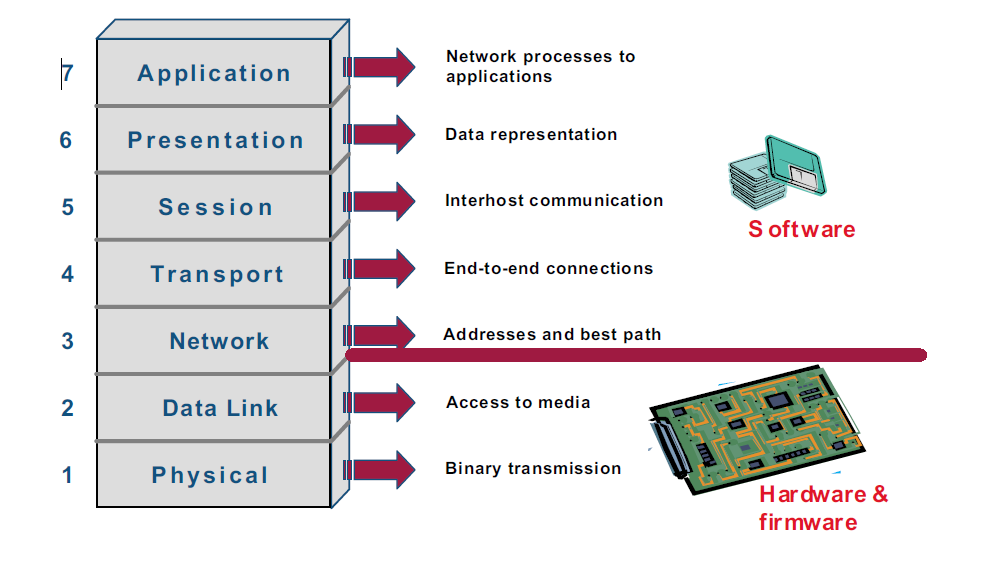 7
Application
Network processes to
applications
6
Presentation
Data representation
5
Session
Interhost communication
Software
4
Transport
End-to-end connections
3
Network
Addresses and best path
2
Data Link
Access to media
1
Physical
Binary transmission
Hardware &
firmware